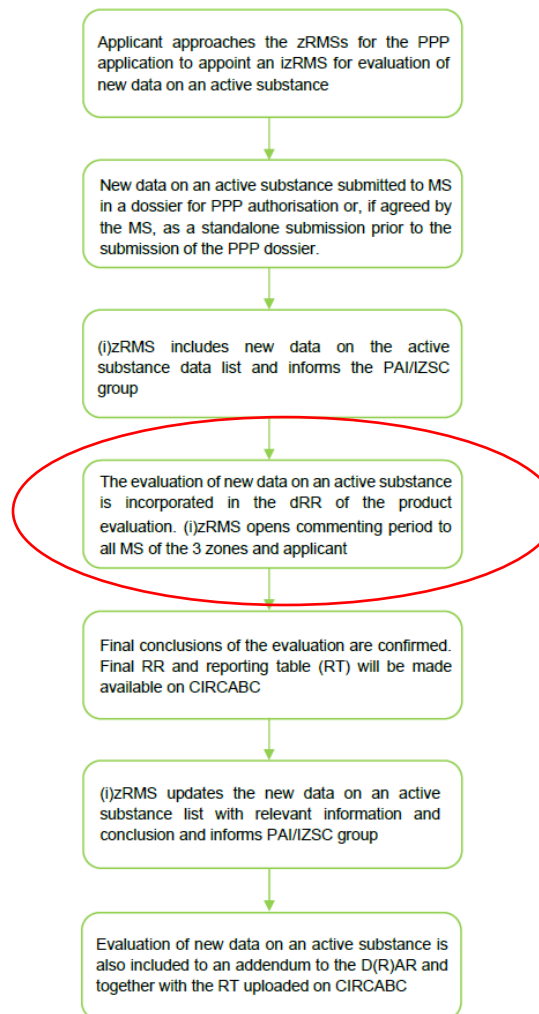 Applicant approaches the zRMSs for the PPP
application to appoint an izRMS for evaluation of
new data on an active substance
New data on an active substance submitted to MS
in a dossier for PPP authorisation or, if agreed by
the MS, as a standalone submission prior to the
submission of the PPP dossier.
(i)zRMS includes new data on the active
substance data list and informs the PAI/IZSC
group
The evaluation of new data on an active substance
is incorporated in the dRR of the product
evaluation. (i)zRMS opens commenting period to
all MS of the 3 zones and applicant
Final conclusions of the evaluation are confirmed.
Final RR and reporting table (RT) will be made
available on CIRCABC
(i)zRMS updates the new data on an active
substance list with relevant information and
conclusion and informs PAI/IZSC group
Evaluation of new data on an active substance is
also included to an addendum to the D(R)AR and
together with the RT uploaded on CIRCABC